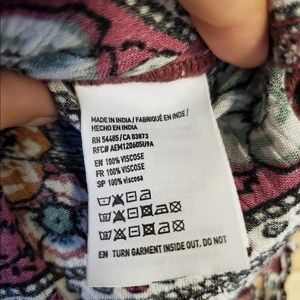 MADE IN INDIA / FABRIQUÉ EN INDE /
HECHO EN INDIA
RN 54485/CA 03873
RFC# AEM120605U9A
EN 100% VISCOSE
FR 100% VISCOSE
SP 100% viscosa
EN TURN GARMENT INSIDE OUT. DO NOT